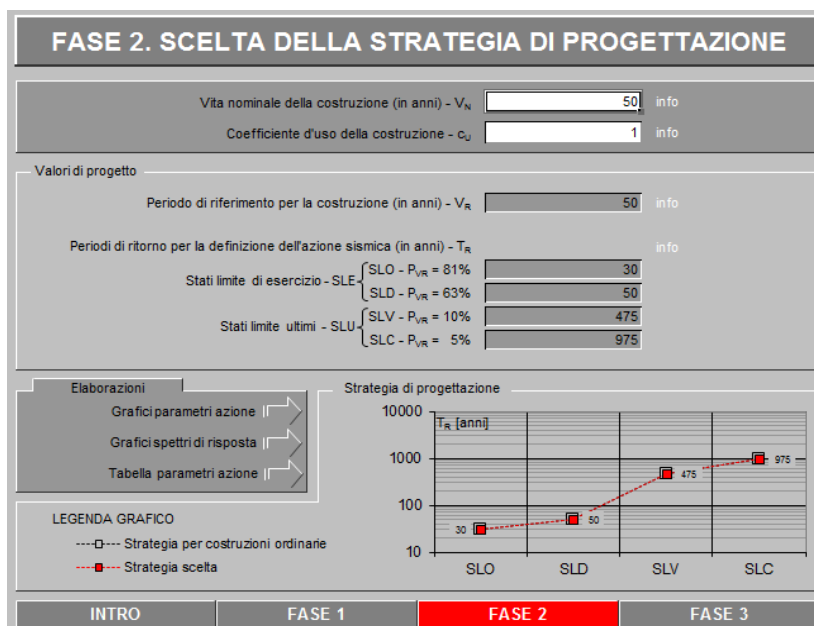 FASE 2. SCELTA DELLA STRATEGIA DI PROGETTAZIONE
Vita nominale della costruzione (in anni) - VN 50 info
Coefficiente d'uso della costruzione - cU 1 info
Valori di progetto
Periodo di riferimento per la costruzione (in anni) - VR 50 info
Periodi di ritorno per la definizione dell'azione sismica (in anni) - TR info
Stati limite di esercizio - SLE
SLO - PVR = 81% 30
SLD - PVR = 63% 50
Stati limite ultimi - SLU
SLV - PVR = 10% 475
SLC - PVR = 5% 975
Elaborazioni
Grafici parametri azione
Grafici spettri di risposta
Tabella parametri azione
LEGENDA GRAFICO
Strategia per costruzioni ordinarie
Strategia scelta
Strategia di progettazione
TR [anni]
10000
1000
100
10
30
50
475
975
SLO SLD SLV SLC
INTRO FASE 1 FASE 2 FASE 3